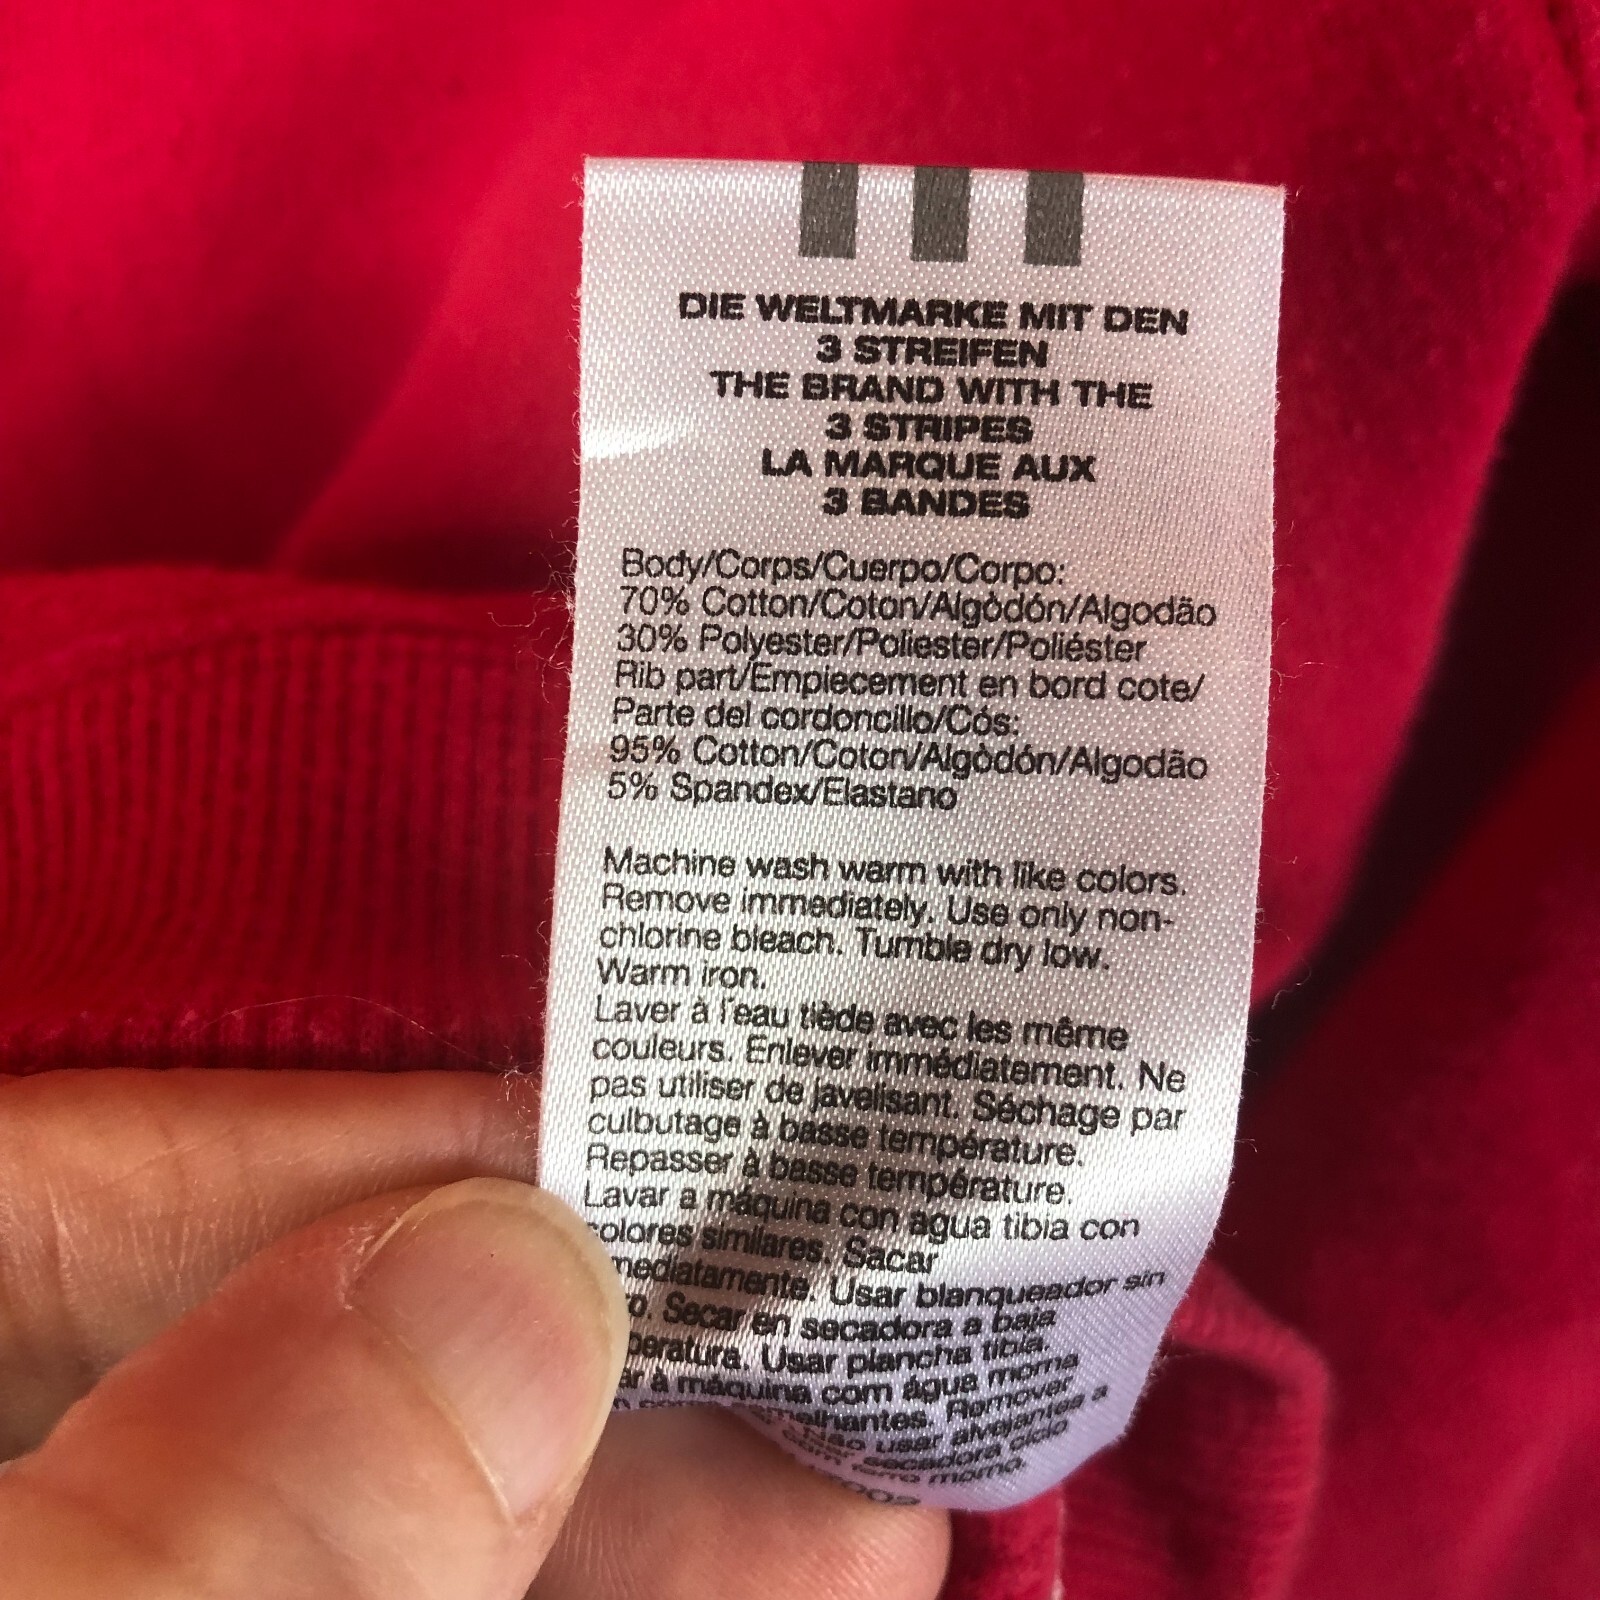 DIE WELTMARKE MIT DEN
3 STREIFEN
THE BRAND WITH THE
3 STRIPES
LA MARQUE AUX
3 BANDES
Body/Corps/Cuerpo/Corpo:
70% Cotton/Coton/Algòdón/Algodão
30% Polyester/Poliester/Poliéster
Rib part/Empiecement en bord cote/
Parte del cordoncillo/Cós:
95% Cotton/Coton/Algòdón/Algodão
5% Spandex/Elastano
Machine wash warm with like colors.
Remove immediately. Use only non-
chlorine bleach. Tumble dry low.
Warm iron.
Laver à l'eau tiède avec les même
couleurs. Enlever immédiatement. Ne
pas utiliser de javelisant. Séchage par
culbutage à basse température.
Repasser à basse température.
Lavar a máquina con agua tibia con
olores similares. Sacar
mediatamente. Usar blanqueador sin
ro. Secar en secadora a baja
peratura. Usar plancha tibia.
ar à máquina com água morna
melhantes. Remover
Não usar alvejantes a
secadora ciclo
com ferro morno.